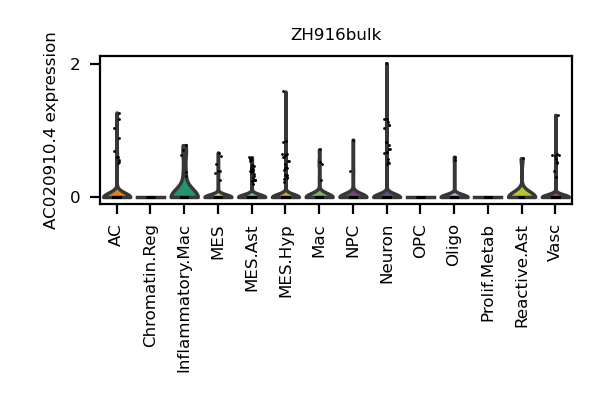 ZH916bulk
AC020910.4 expression
2
0
AC
Chromatin.Reg
Inflammatory.Mac
MES
MES.Ast
MES.Hyp
Mac
NPC
Neuron
OPC
Oligo
Prolif.Metab
Reactive.Ast
Vasc